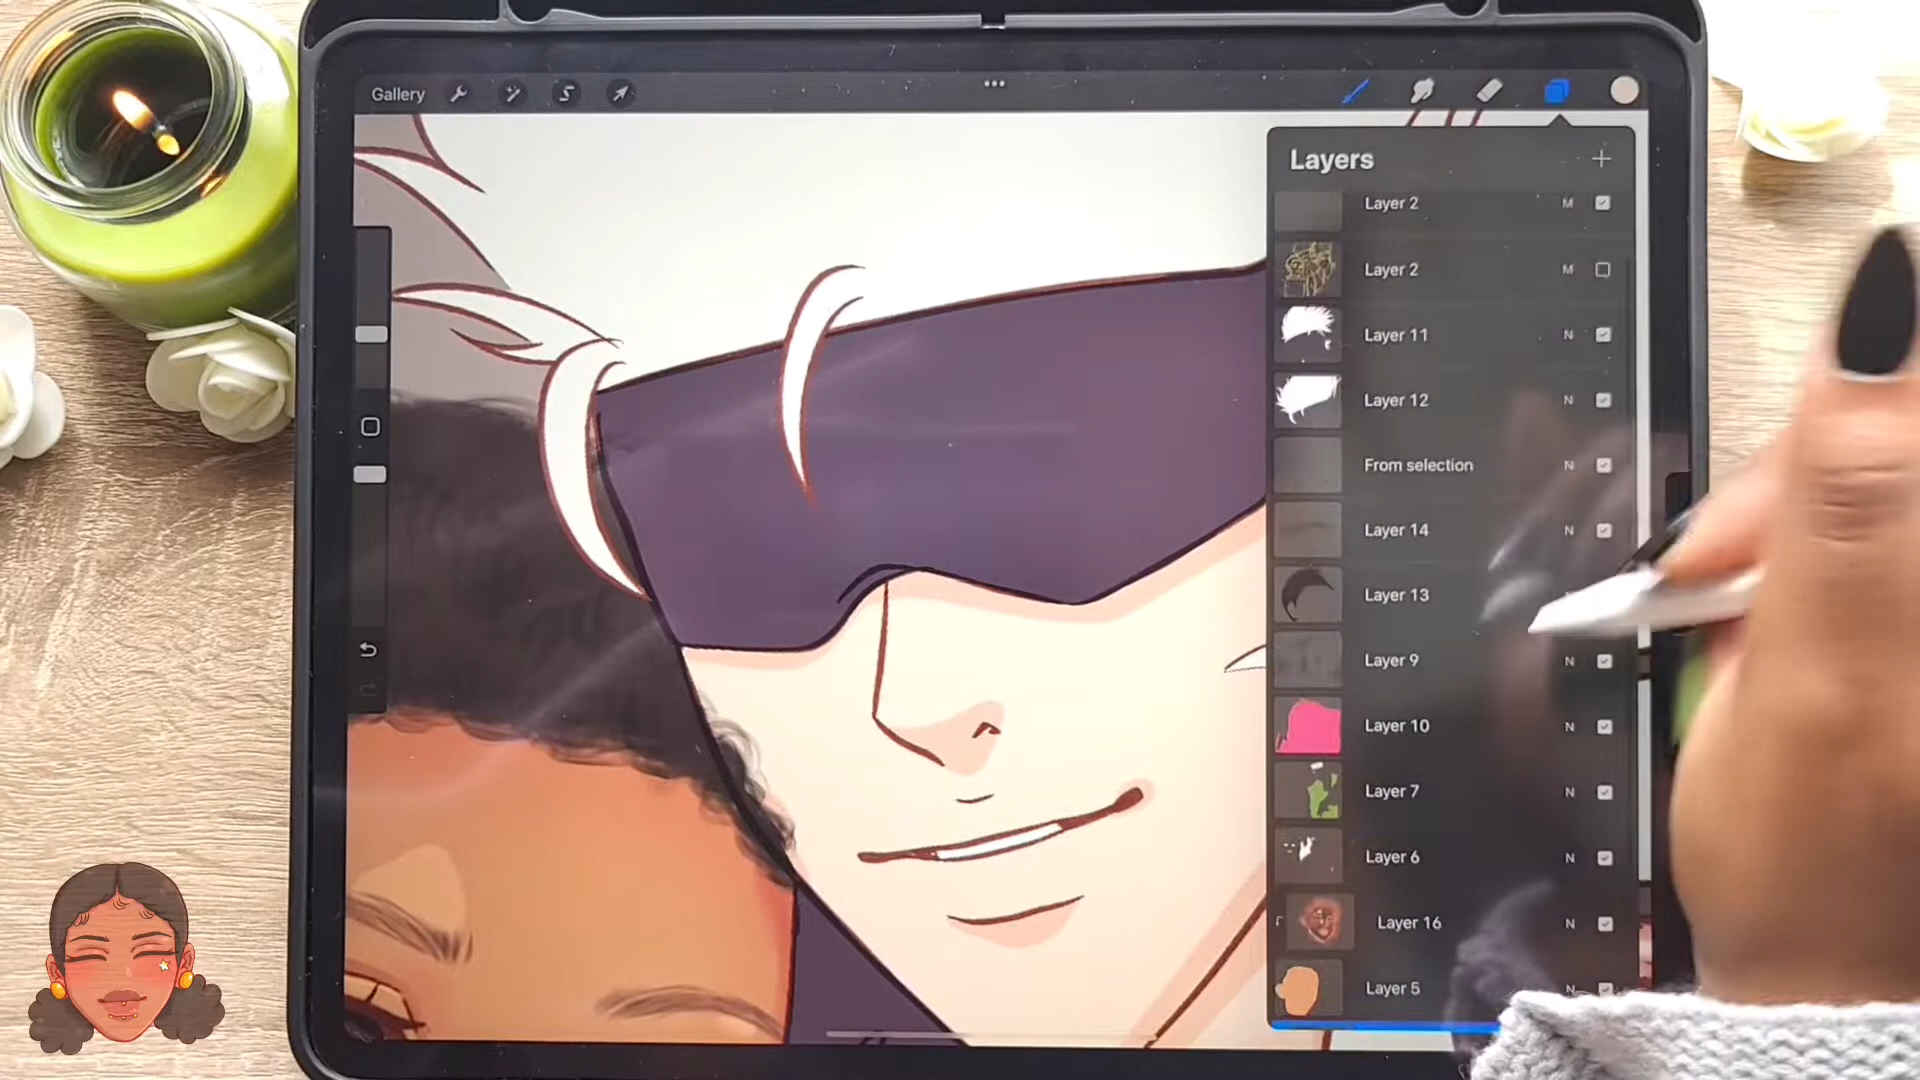 Gallery
Layers
Layer 2 M
Layer 2 M
Layer 11 N
Layer 12 N
From selection N
Layer 14 N
Layer 13
Layer 9 N
Layer 10 N
Layer 7 N
Layer 6 N
Layer 16 N
Layer 5 N